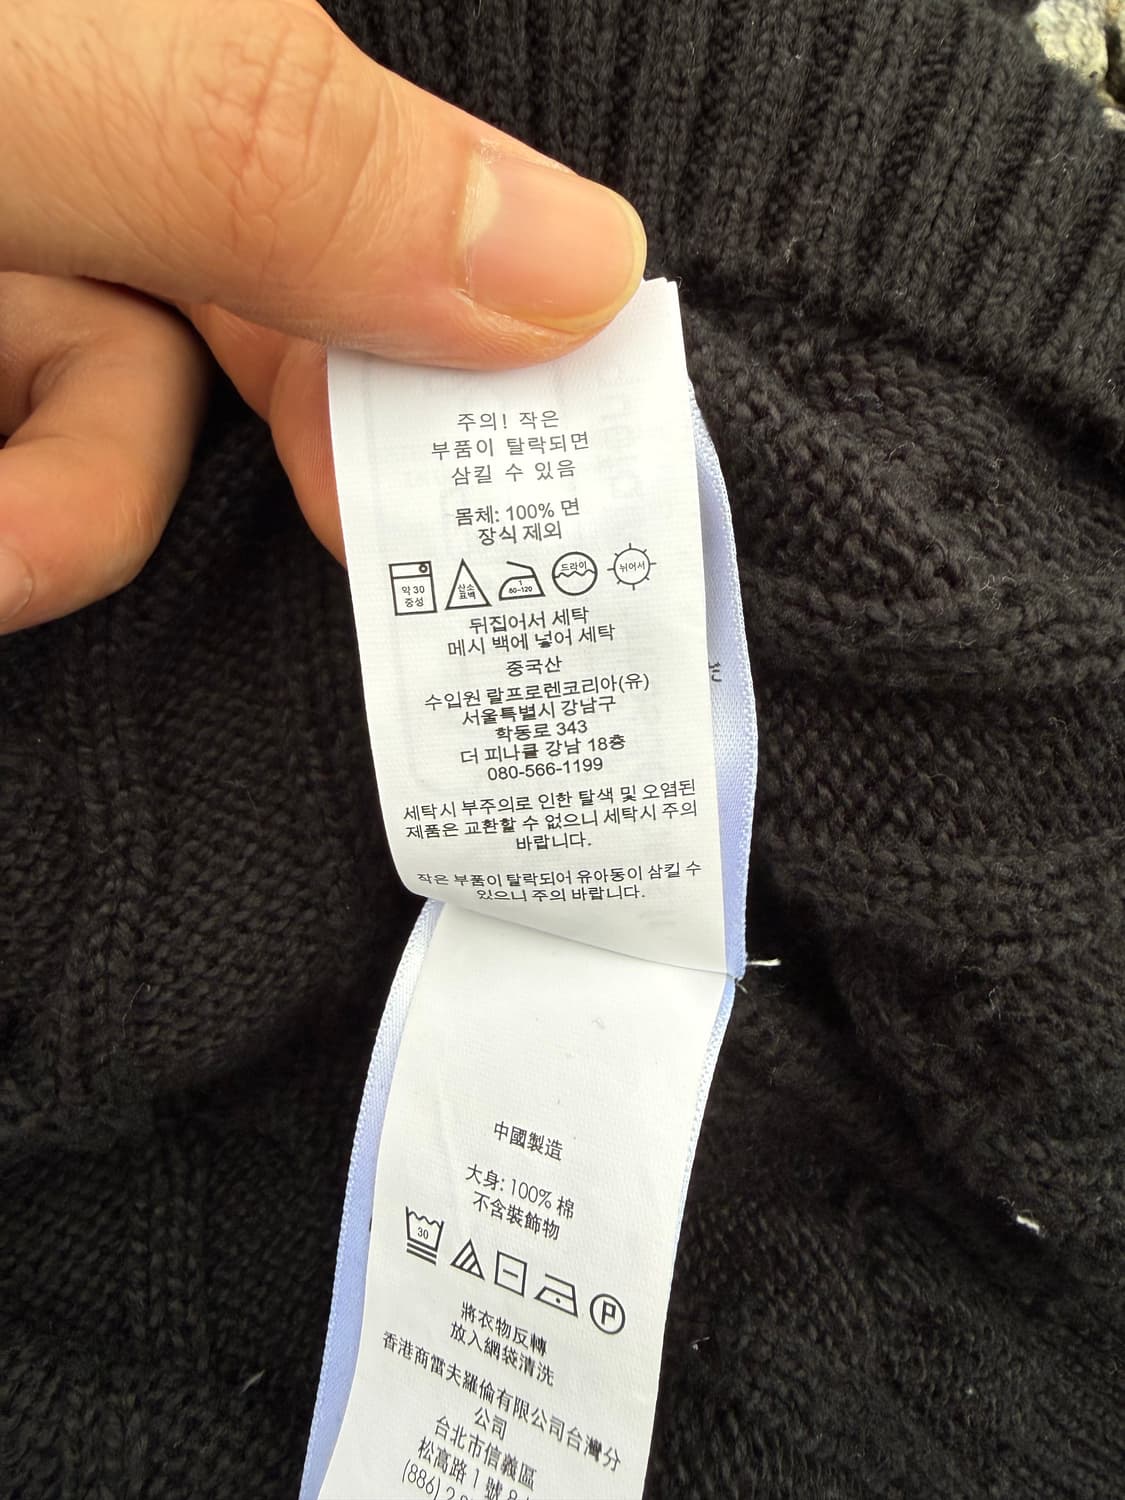 주의! 작은
부품이 탈락되면
삼킬 수 있음
몸체: 100% 면
장식 제외
약 30
중성
산소
표백
1
80-120
드라이
뉘어서
뒤집어서 세탁
메시 백에 넣어 세탁
중국산
수입원 랄프로렌코리아(유)
서울특별시 강남구
학동로 343
더 피나클 강남 18층
080-566-1199
세탁시 부주의로 인한 탈색 및 오염된
제품은 교환할 수 없으니 세탁시 주의
바랍니다.
작은 부품이 탈락되어 유아동이 삼킬 수
있으니 주의 바랍니다.
中國製造
大身: 100% 棉
不含裝飾物
30
P
將衣物反轉
放入網袋清洗
香港商雷夫羅倫有限公司台灣分
公司
台北市信義區
松高路 1 號
(886) 2